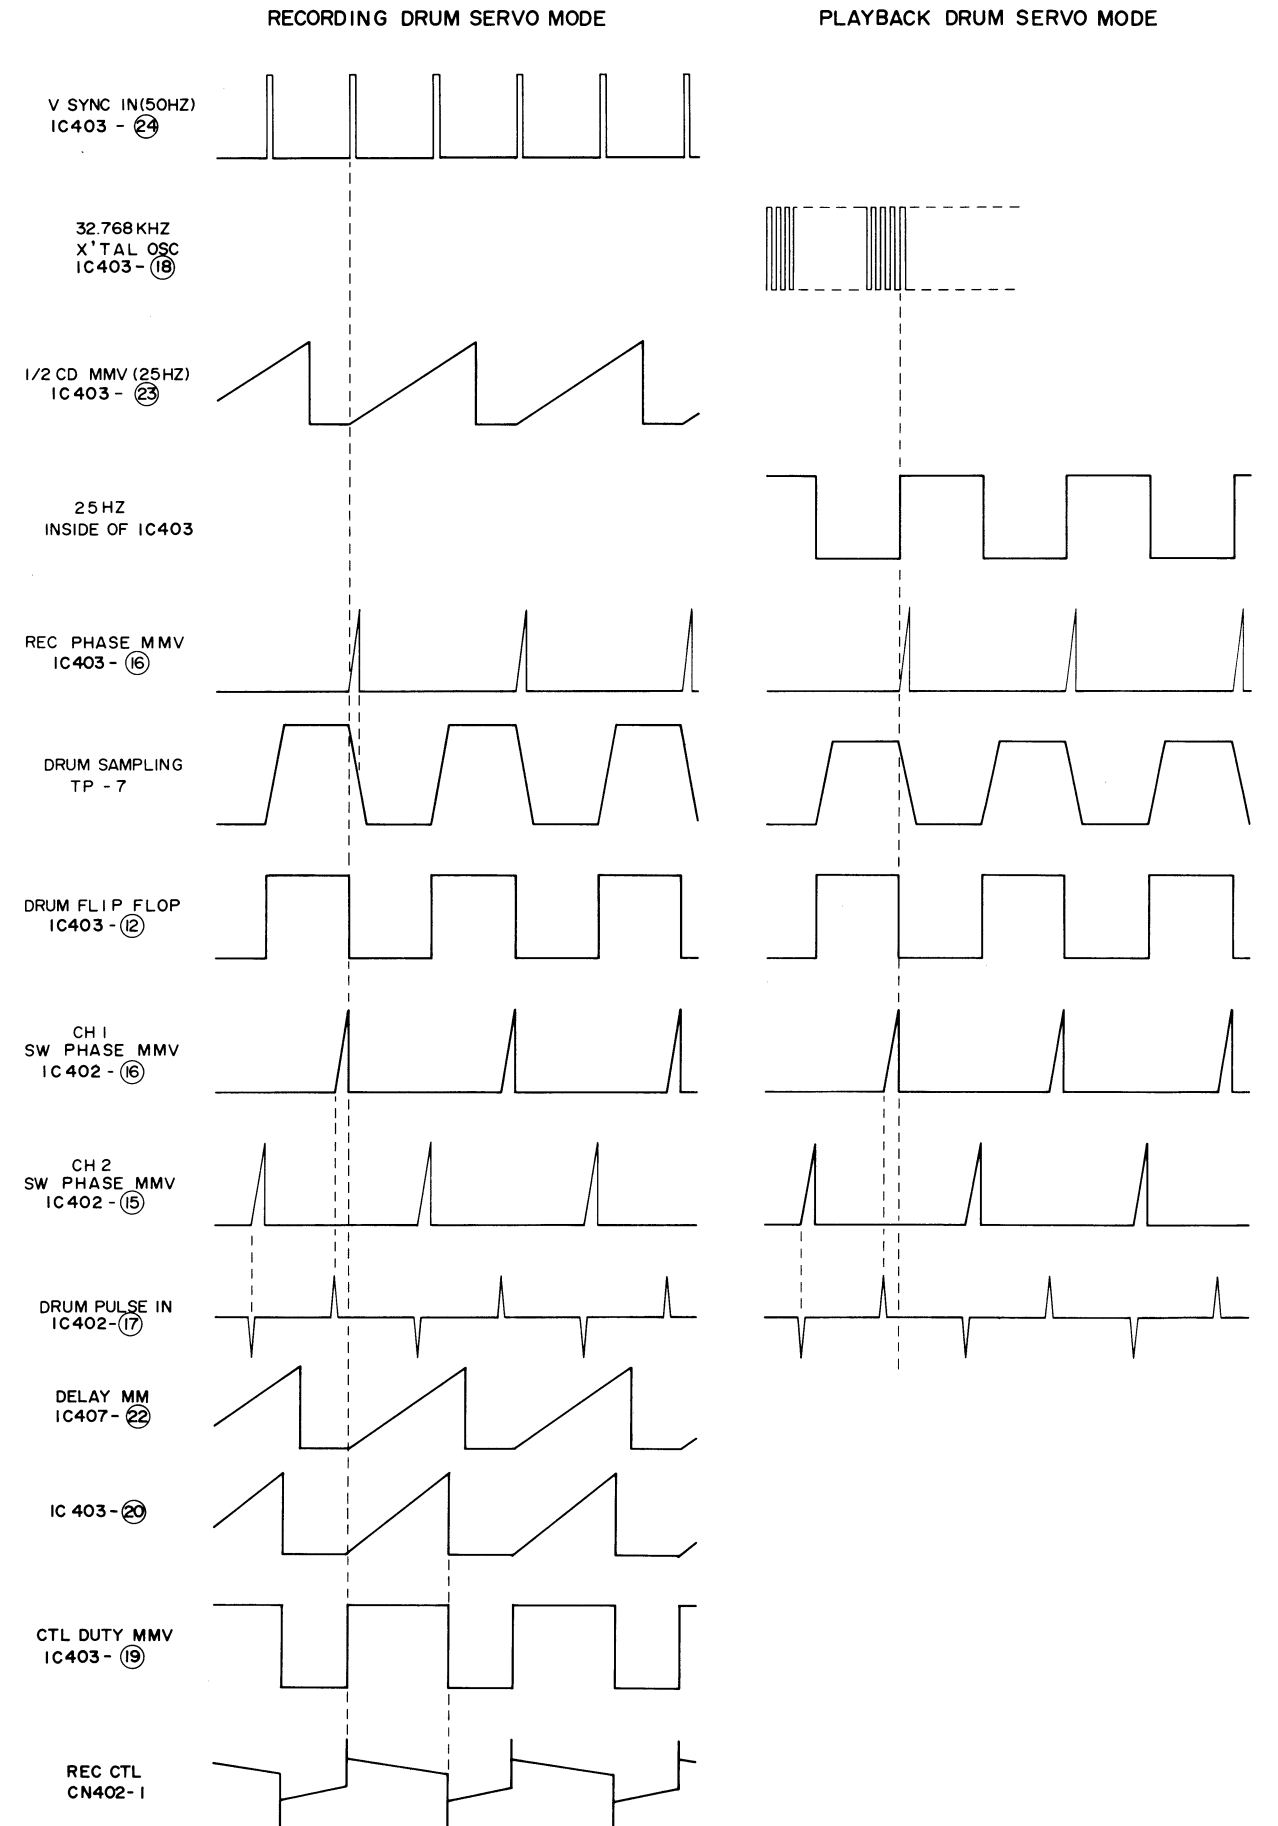 RECORDING DRUM SERVO MODE
PLAYBACK DRUM SERVO MODE
V SYNC IN(50HZ)
IC403 - 24
32.768KHZ
X'TAL OSC
IC403- 18
1/2 CD MMV (25HZ)
IC403 - 23
25HZ
INSIDE OF IC403
REC PHASE MMV
IC403- 16
DRUM SAMPLING
TP - 7
DRUM FLIP FLOP
IC403 - 12
CH 1
SW PHASE MMV
IC402 - 16
CH 2
SW PHASE MMV
IC402 - 15
DRUM PULSE IN
IC402- 17
DELAY MM
IC407- 22
IC 403- 20
CTL DUTY MMV
IC403- 19
REC CTL
CN402- 1